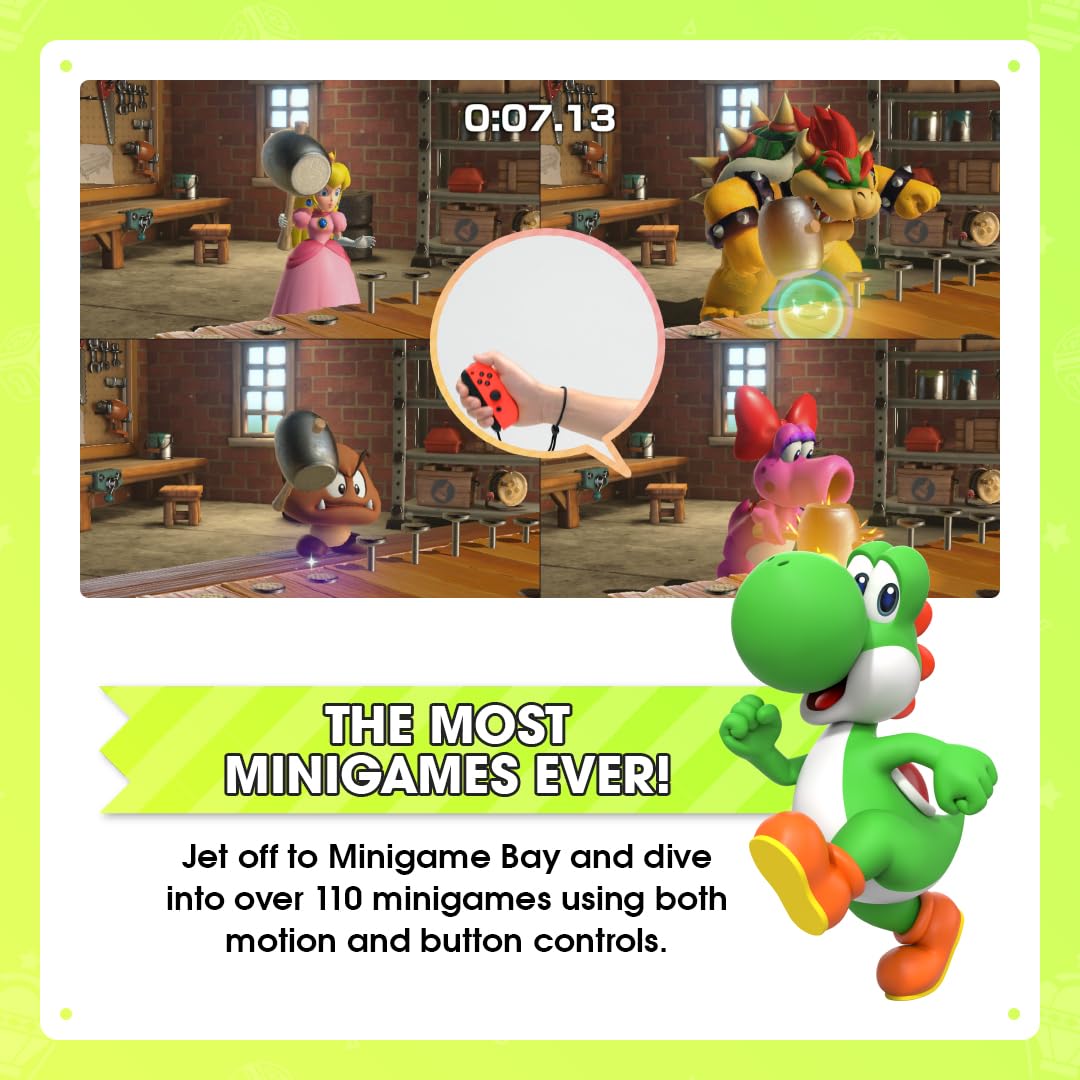 0:07.13
THE MOST
MINIGAMES EVER!
Jet off to Minigame Bay and dive
into over 110 minigames using both
motion and button controls.